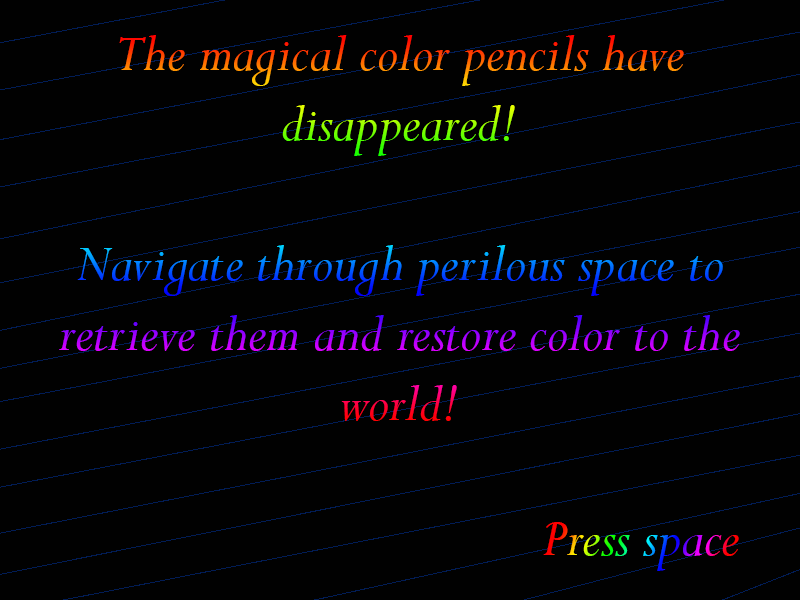 The magical color pencils have
disappeared!
Navigate through perilous space to
retrieve them and restore color to the
world!
Press space